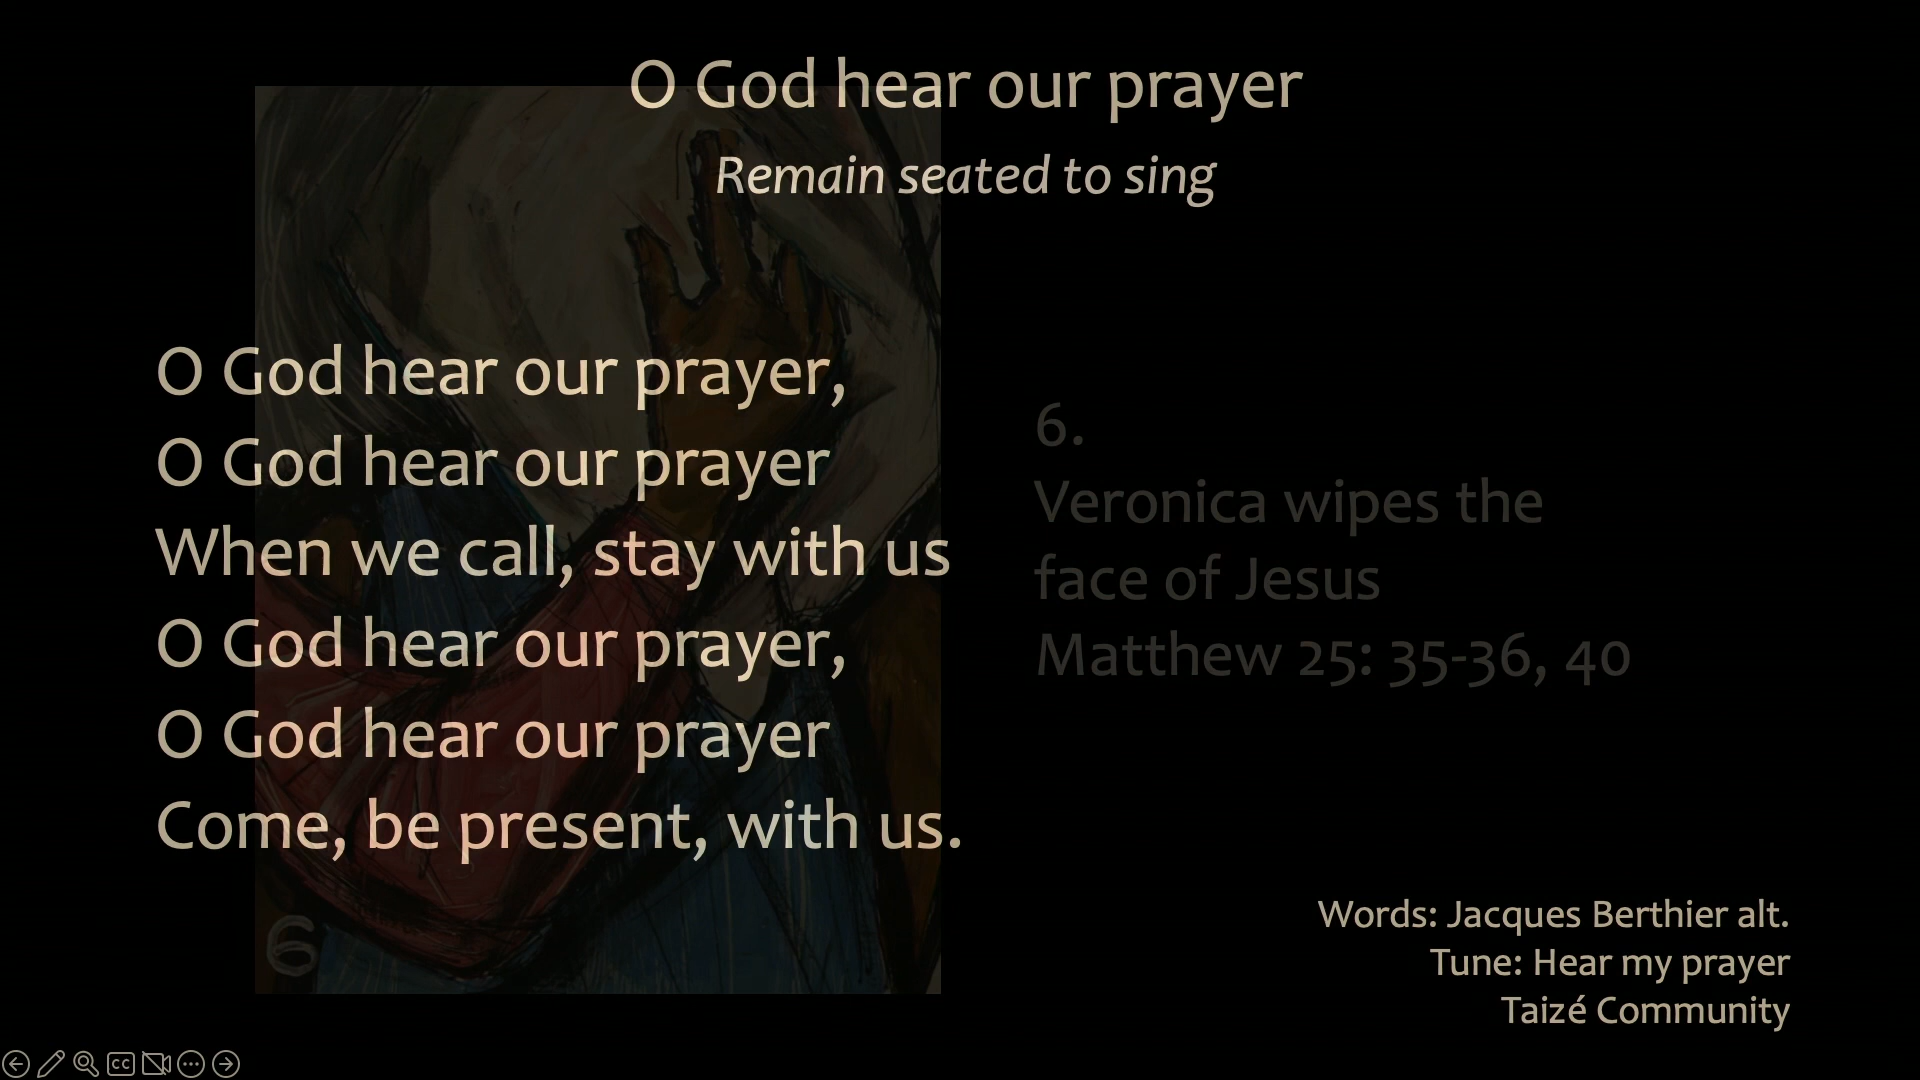 O God hear our prayer
Remain seated to sing
O God hear our prayer,
O God hear our prayer
When we call, stay with us
O God hear our prayer,
O God hear our prayer
Come, be present, with us.
6
6.
Veronica wipes the
face of Jesus
Matthew 25: 35-36, 40
Words: Jacques Berthier alt.
Tune: Hear my prayer
Taizé Community
CC